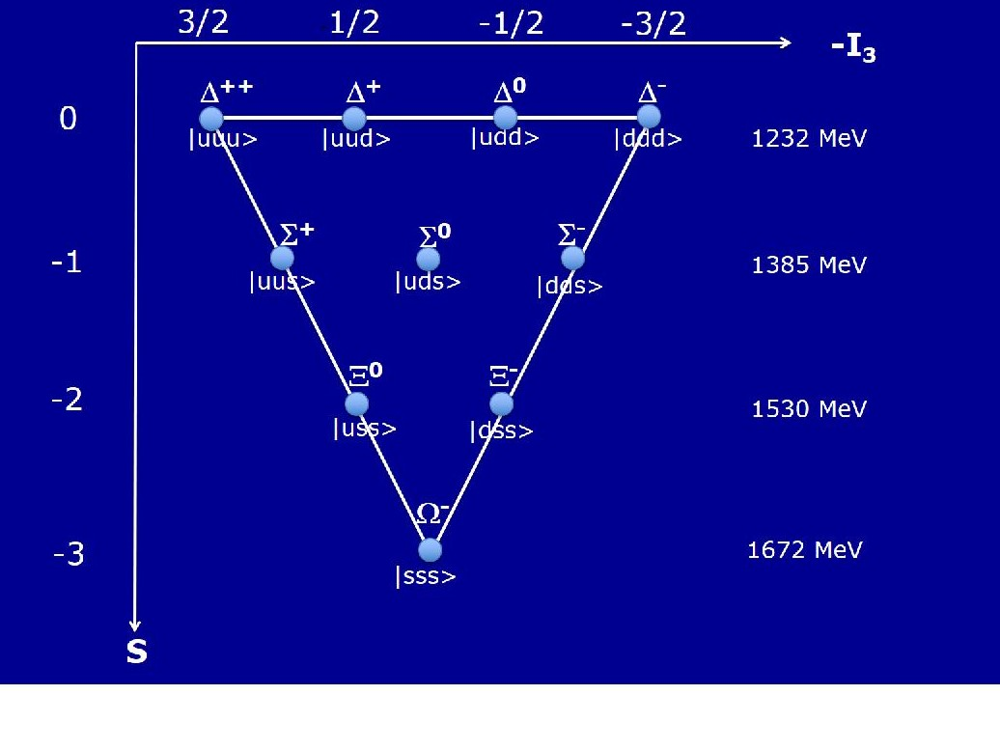 3/2 1/2 -1/2 -3/2
-I₃
Δ⁺⁺ Δ⁺ Δ⁰ Δ⁻
0
|uuu> |uud> |udd> |ddd> 1232 MeV
Σ⁺ Σ⁰ Σ⁻
-1 1385 MeV
|uus> |uds> |dds>
Ξ⁰ Ξ⁻
-2 1530 MeV
|uss> |dss>
Ω⁻
-3 1672 MeV
|sss>
S